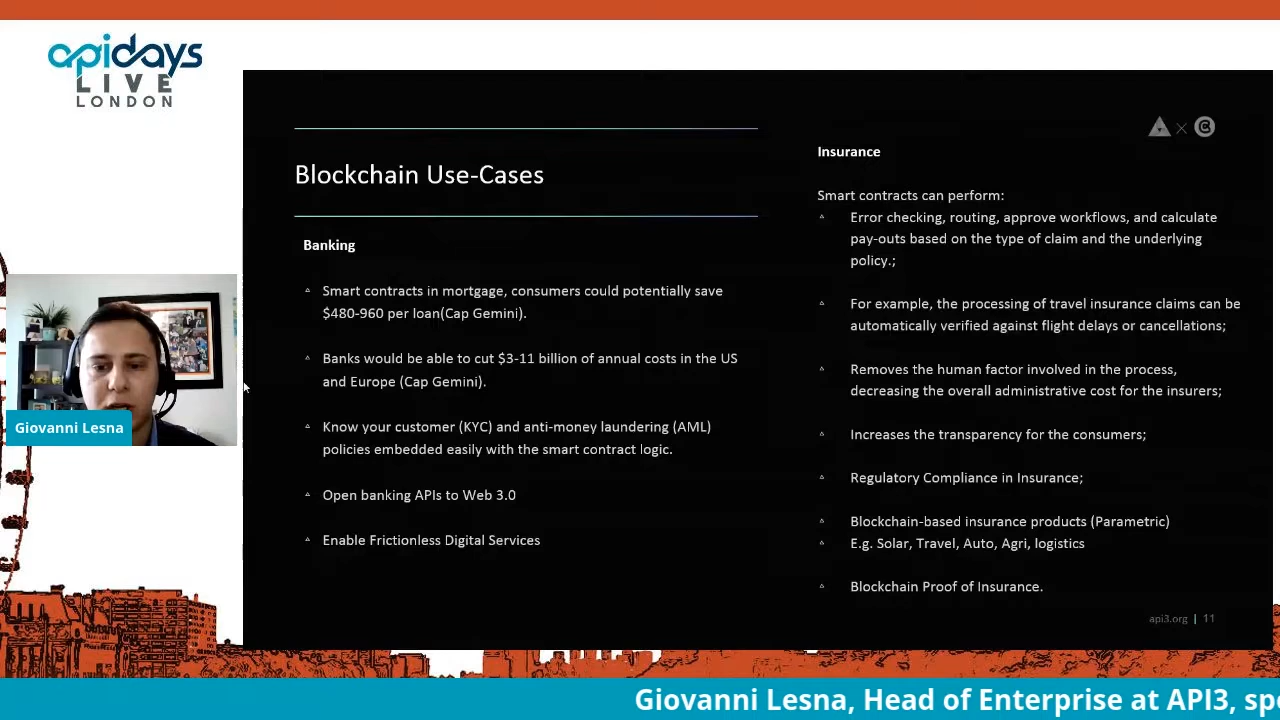 apidays
LIVE
LONDON
Blockchain Use-Cases
Banking
Smart contracts in mortgage, consumers could potentially save
$480-960 per loan(Cap Gemini).
Banks would be able to cut $3-11 billion of annual costs in the US
and Europe (Cap Gemini).
Know your customer (KYC) and anti-money laundering (AML)
policies embedded easily with the smart contract logic.
Open banking APIs to Web 3.0
Enable Frictionless Digital Services
Insurance
Smart contracts can perform:
Error checking, routing, approve workflows, and calculate
pay-outs based on the type of claim and the underlying
policy.;
For example, the processing of travel insurance claims can be
automatically verified against flight delays or cancellations;
Removes the human factor involved in the process,
decreasing the overall administrative cost for the insurers;
Increases the transparency for the consumers;
Regulatory Compliance in Insurance;
Blockchain-based insurance products (Parametric)
E.g. Solar, Travel, Auto, Agri, logistics
Blockchain Proof of Insurance.
api3.org | 11
Giovanni Lesna
Giovanni Lesna, Head of Enterprise at API3, spe